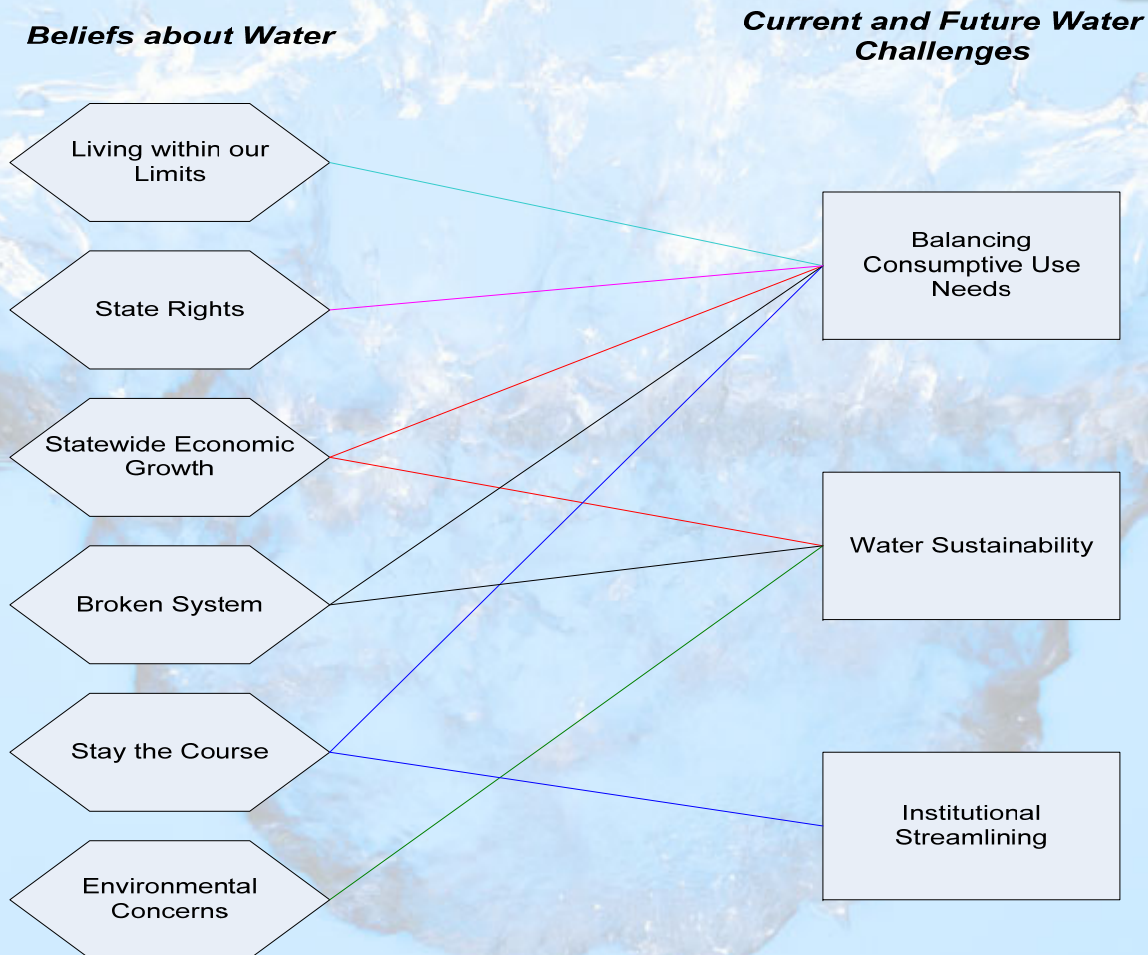 Beliefs about Water
Current and Future Water
Challenges
Living within our
Limits
State Rights
Statewide Economic
Growth
Broken System
Stay the Course
Environmental
Concerns
Balancing
Consumptive Use
Needs
Water Sustainability
Institutional
Streamlining